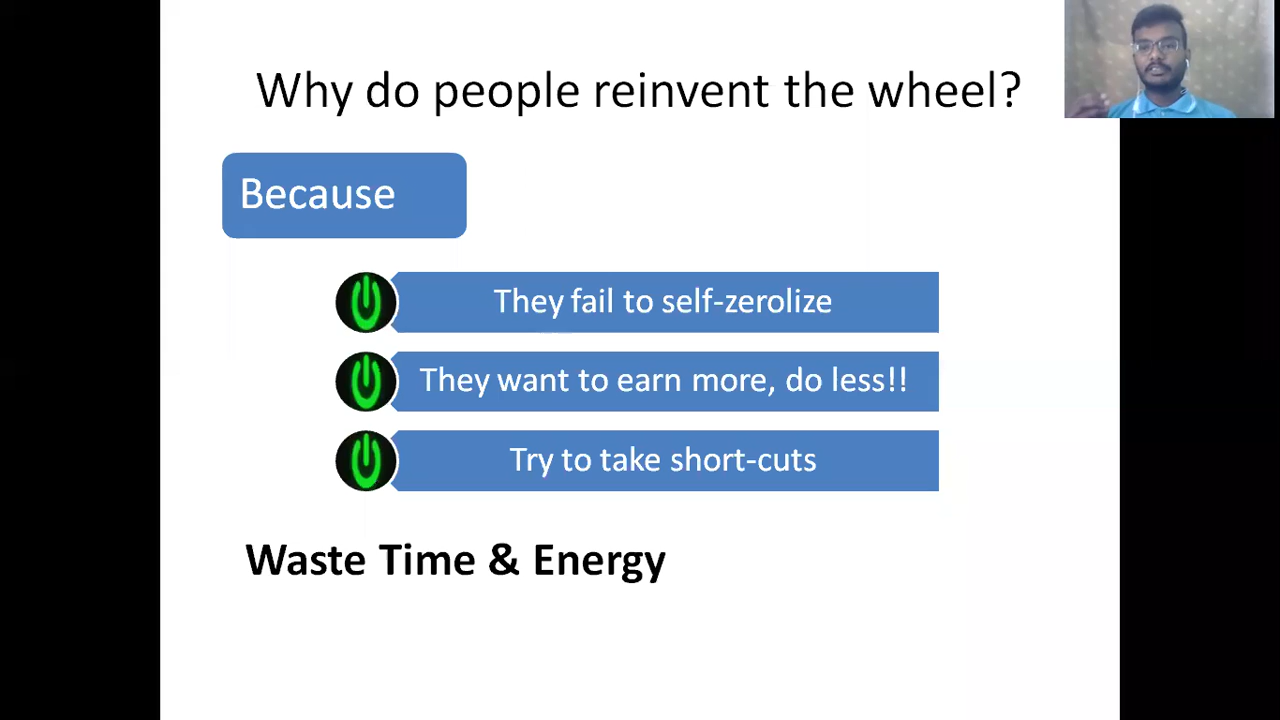 Why do people reinvent the wheel?
Because
They fail to self-zerolize
They want to earn more, do less!!
Try to take short-cuts
Waste Time & Energy